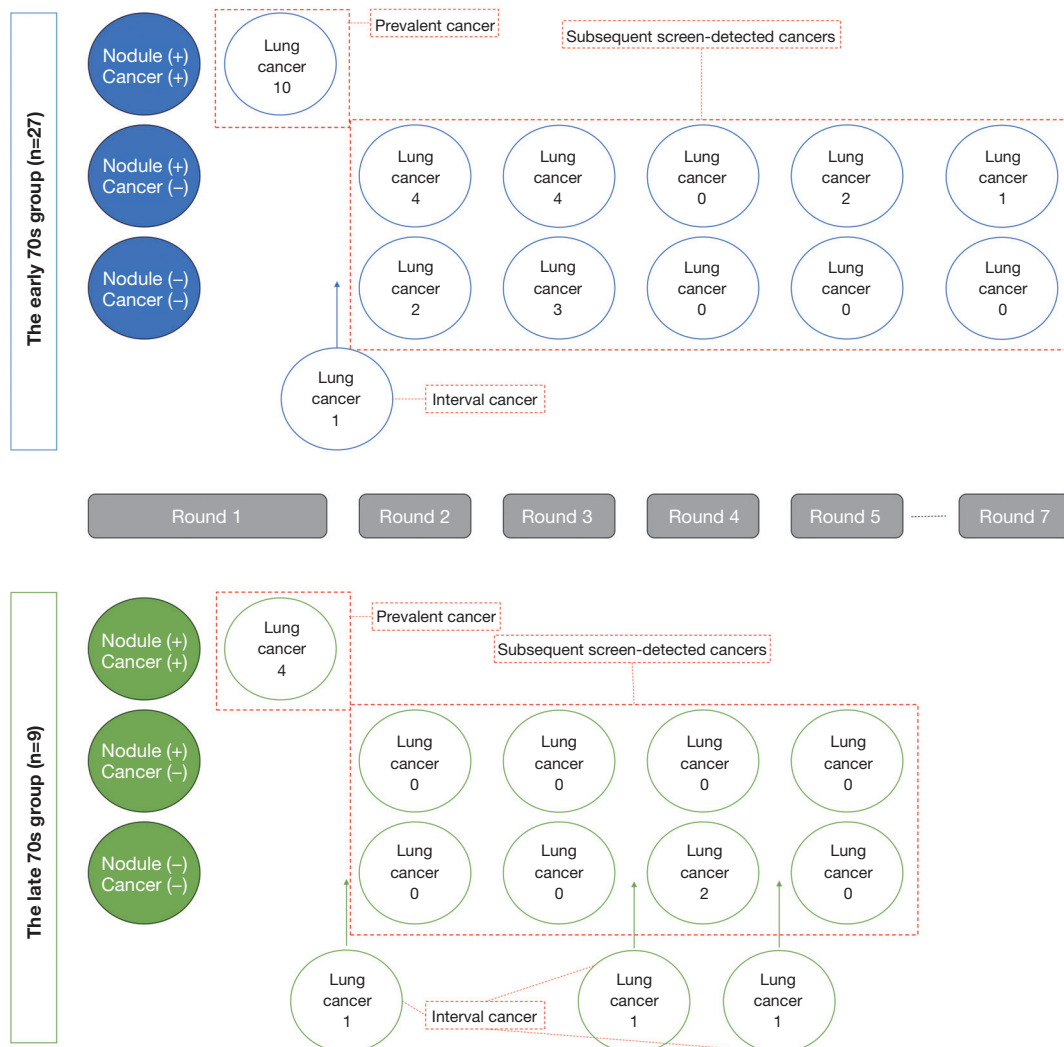 The early 70s group (n=27)
Nodule (+)
Cancer (+)
Lung
cancer
10
Prevalent cancer
Subsequent screen-detected cancers
Nodule (+)
Cancer (–)
Lung
cancer
4
Lung
cancer
4
Lung
cancer
0
Lung
cancer
2
Lung
cancer
1
Nodule (–)
Cancer (–)
Lung
cancer
2
Lung
cancer
3
Lung
cancer
0
Lung
cancer
0
Lung
cancer
0
Lung
cancer
1
Interval cancer
Round 1
Round 2
Round 3
Round 4
Round 5
Round 7
The late 70s group (n=9)
Nodule (+)
Cancer (+)
Lung
cancer
4
Prevalent cancer
Subsequent screen-detected cancers
Nodule (+)
Cancer (–)
Lung
cancer
0
Lung
cancer
0
Lung
cancer
0
Lung
cancer
0
Nodule (–)
Cancer (–)
Lung
cancer
0
Lung
cancer
0
Lung
cancer
2
Lung
cancer
0
Lung
cancer
1
Interval cancer
Lung
cancer
1
Lung
cancer
1